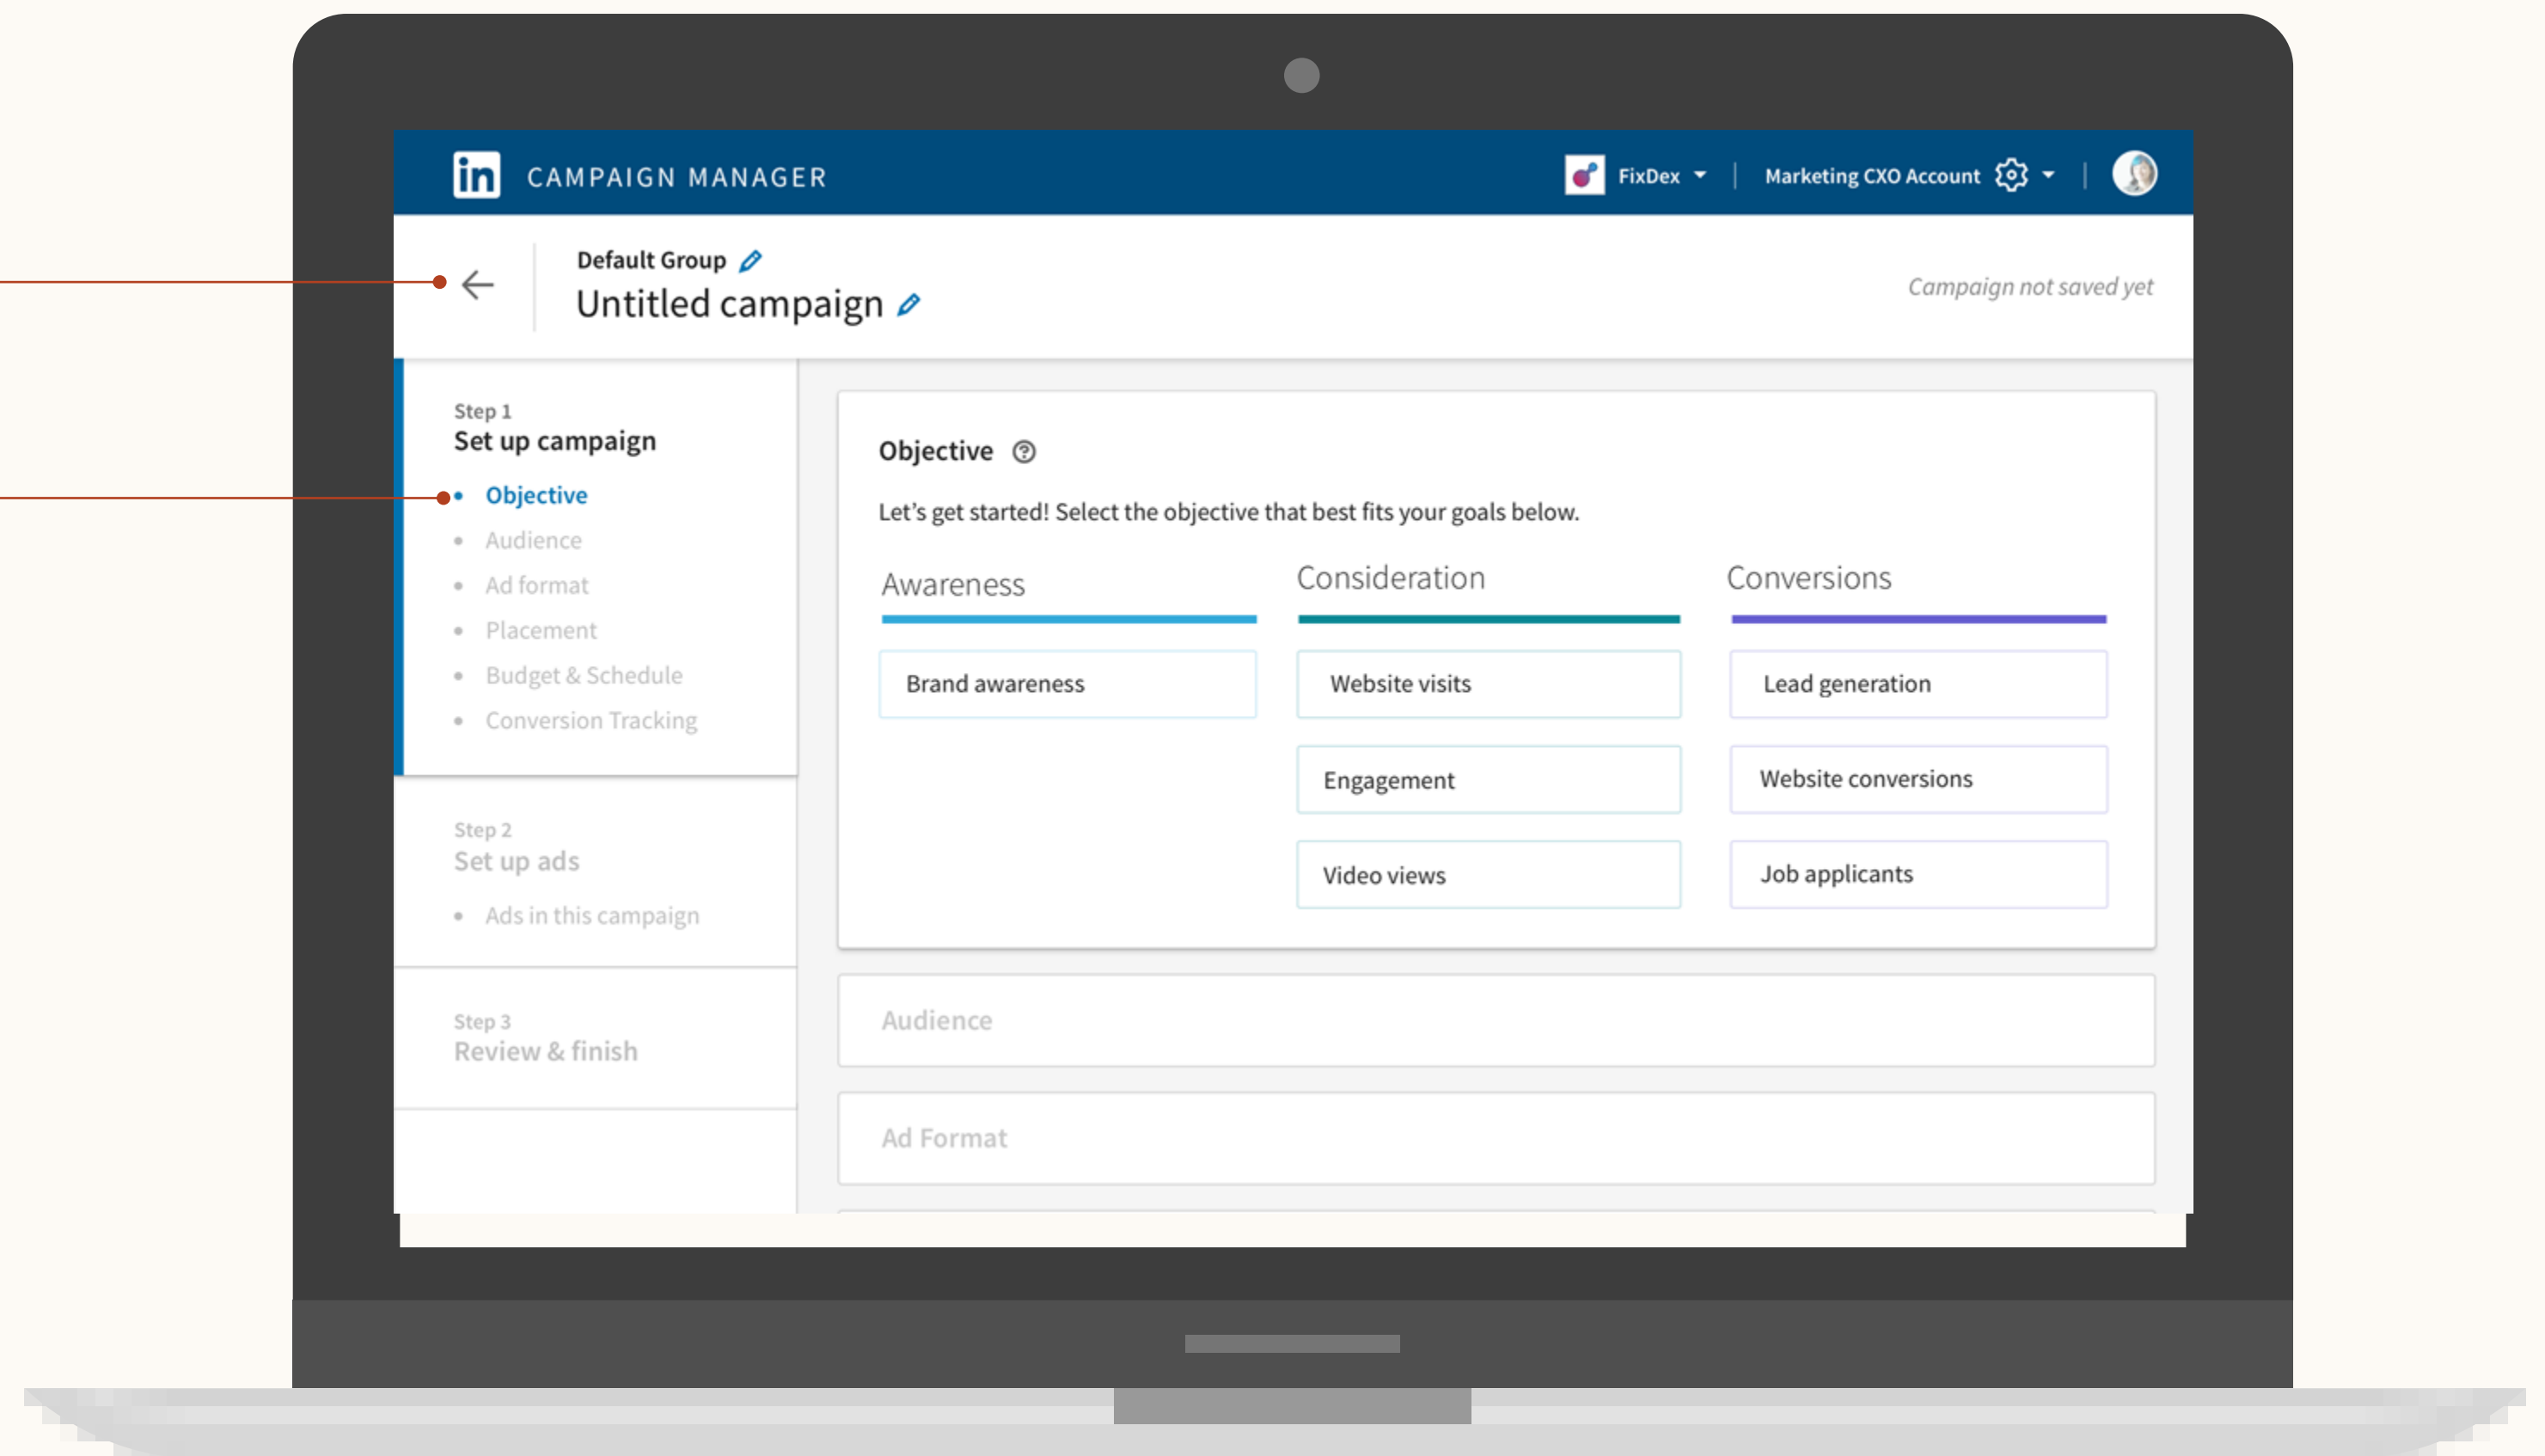 in CAMPAIGN MANAGER
FixDex
Marketing CXO Account
Default Group
Untitled campaign
Campaign not saved yet
Step 1
Set up campaign
• Objective
• Audience
• Ad format
• Placement
• Budget & Schedule
• Conversion Tracking
Step 2
Set up ads
• Ads in this campaign
Step 3
Review & finish
Objective ?
Let's get started! Select the objective that best fits your goals below.
Awareness
Brand awareness
Consideration
Website visits
Engagement
Video views
Conversions
Lead generation
Website conversions
Job applicants
Audience
Ad Format